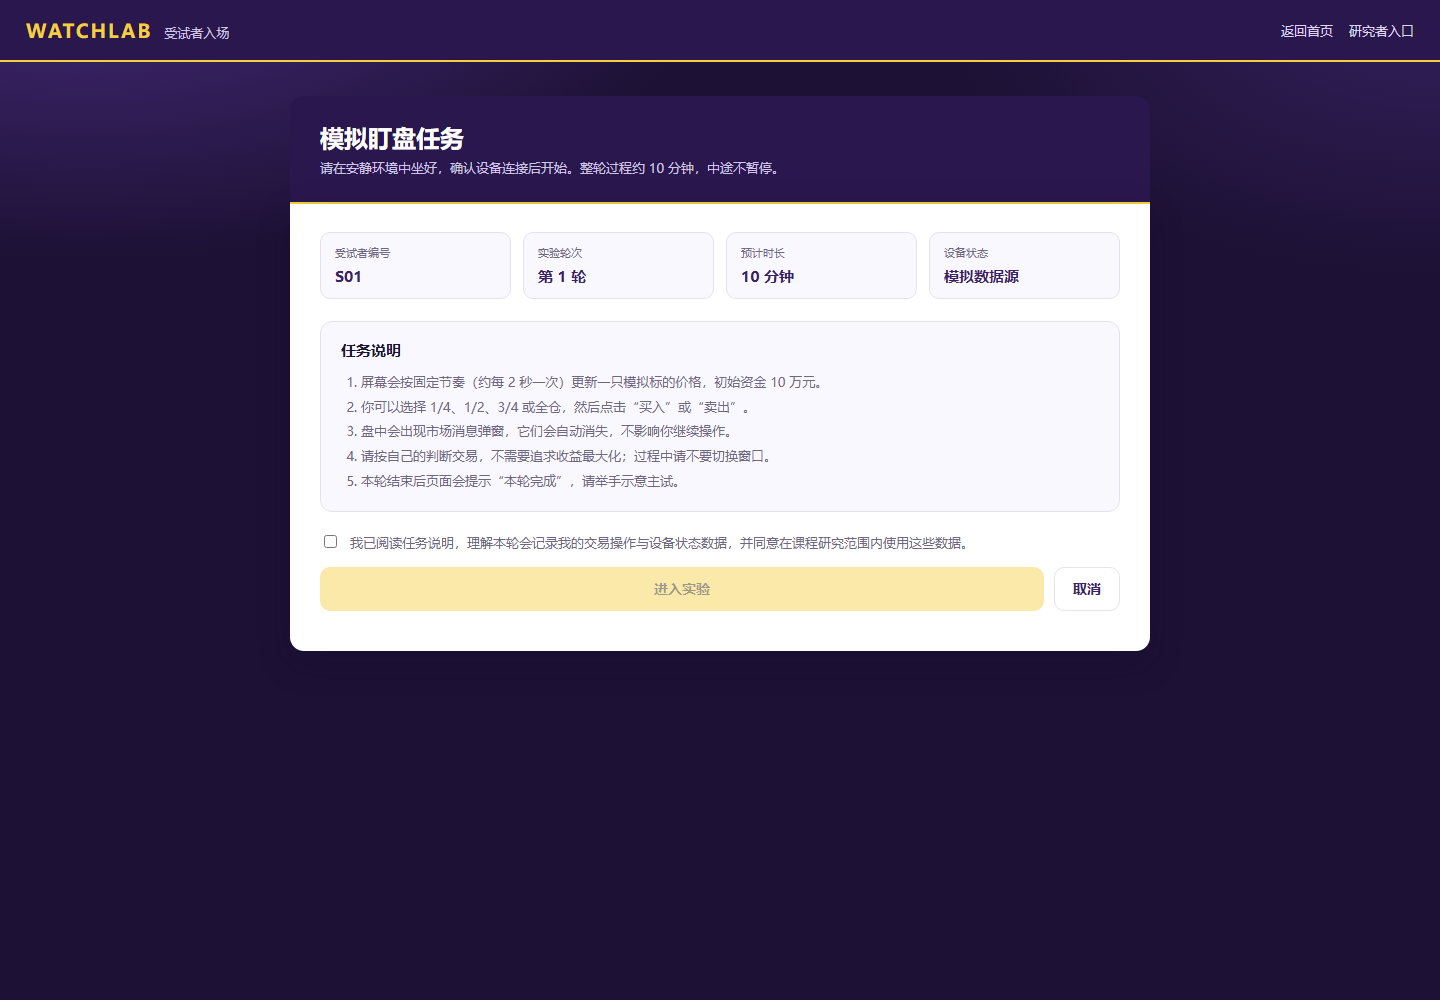 WATCHLAB 受试者入场 返回首页 研究者入口
模拟盯盘任务
请在安静环境中坐好，确认设备连接后开始。整轮过程约 10 分钟，中途不暂停。
受试者编号 实验轮次 预计时长 设备状态
S01 第 1 轮 10 分钟 模拟数据源
任务说明
1. 屏幕会按固定节奏（约每 2 秒一次）更新一只模拟标的价格，初始资金 10 万元。
2. 你可以选择 1/4、1/2、3/4 或全仓，然后点击“买入”或“卖出”。
3. 盘中会出现市场消息弹窗，它们会自动消失，不影响你继续操作。
4. 请按自己的判断交易，不需要追求收益最大化；过程中请不要切换窗口。
5. 本轮结束后页面会提示“本轮完成”，请举手示意主试。
我已阅读任务说明，理解本轮会记录我的交易操作与设备状态数据，并同意在课程研究范围内使用这些数据。
进入实验 取消